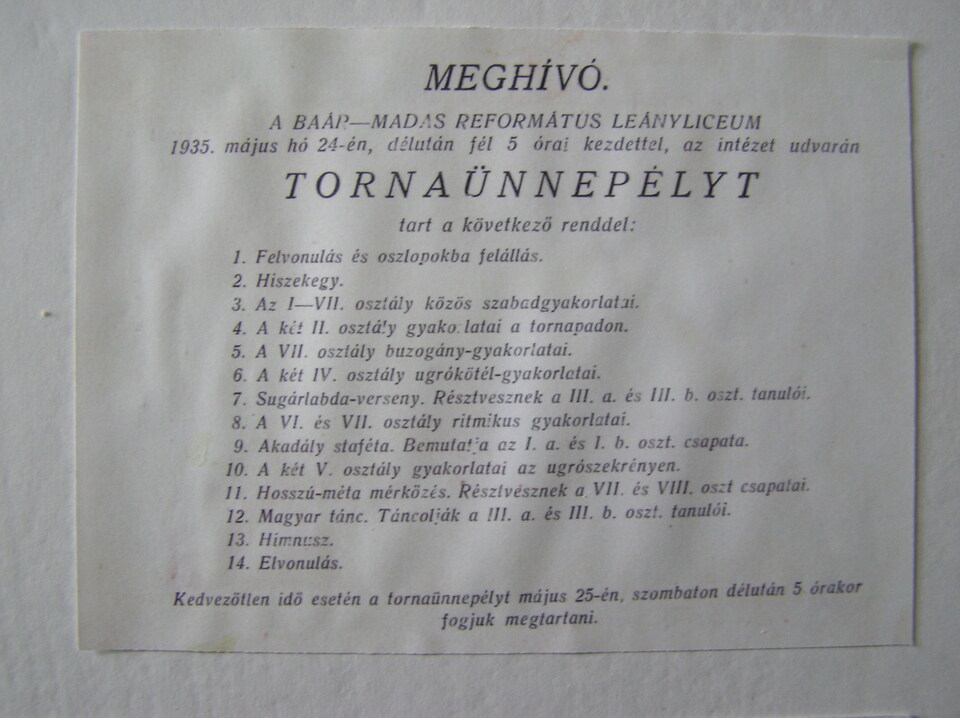 MEGHÍVÓ.
A BAÁP—MADAS REFORMÁTUS LEÁNYLICEUM
1935. május hó 24-én, délután fél 5 órai kezdettel, az intézet udvarán
TORNAÜNNEPÉLYT
tart a következő renddel:
1. Felvonulás és oszlopokba felállás.
2. Hiszekegy.
3. Az I—VII. osztály közös szabadgyakorlatai.
4. A két II. osztály gyakorlatai a tornapadon.
5. A VII. osztály buzogány-gyakorlatai.
6. A két IV. osztály ugrókötél-gyakorlatai.
7. Sugárlabda-verseny. Résztvesznek a III. a. és III. b. oszt. tanulói.
8. A VI. és VII. osztály ritmikus gyakorlatai.
9. Akadály staféta. Bemutatja az I. a. és I. b. oszt. csapata.
10. A két V. osztály gyakorlatai az ugrószekrényen.
11. Hosszú-méta mérkőzés. Résztvésznek a VII. és VIII. oszt csapatai.
12. Magyar tánc. Táncolják a III. a. és III. b. oszt. tanulói.
13. Himnusz.
14. Elvonulás.
Kedvezőtlen idő esetén a tornaünnepélyt május 25-én, szombaton délután 5 órakor
fogjuk megtartani.